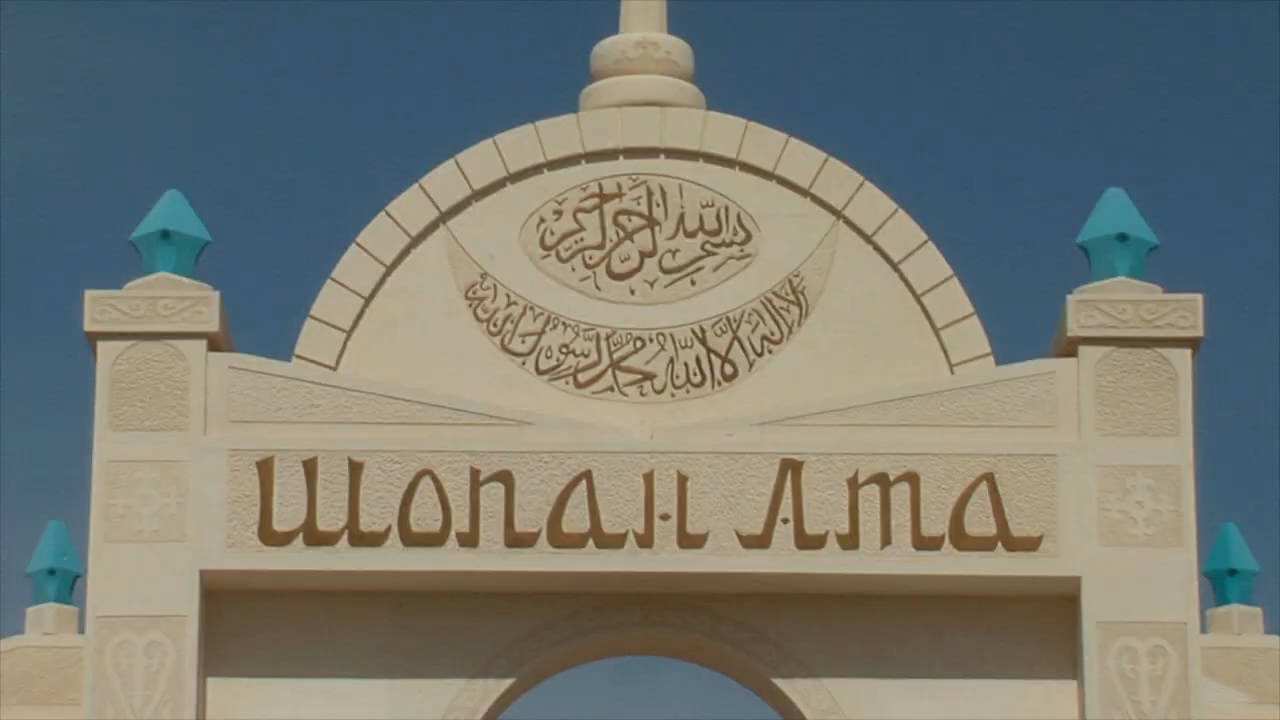 بسم الله الرحمن الرحيم
لا إله إلا الله محمد رسول الله
Шопан Ата